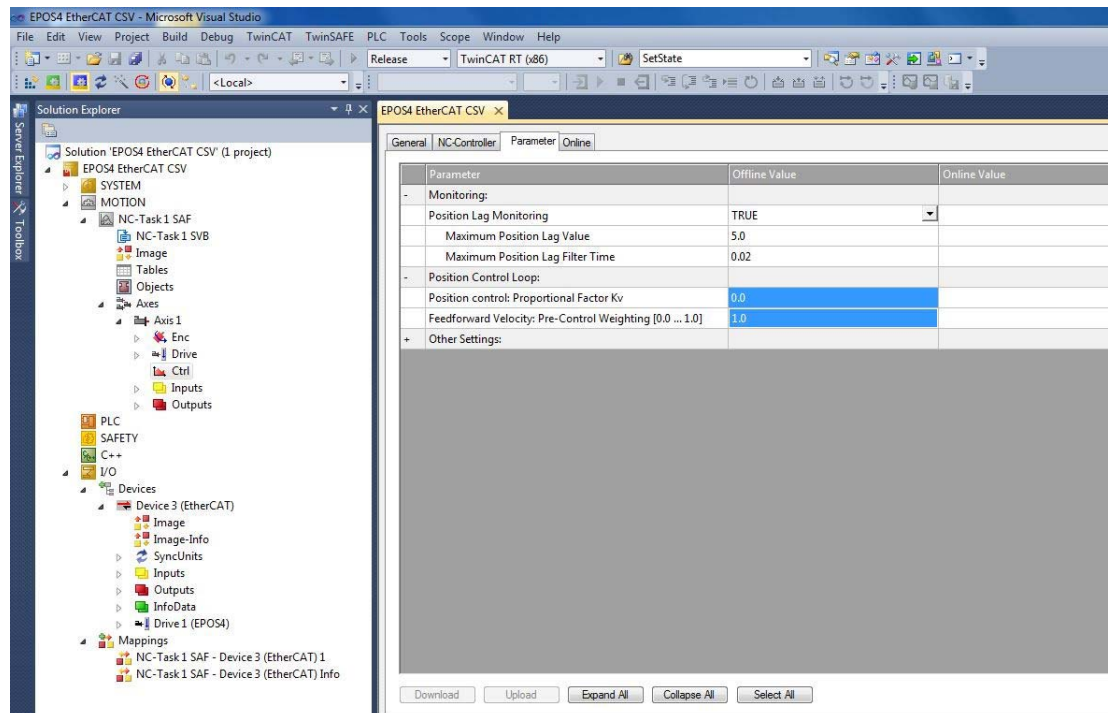 EPOS4 EtherCAT CSV - Microsoft Visual Studio
File Edit View Project Build Debug TwinCAT TwinSAFE PLC Tools Scope Window Help
Release TwinCAT RT (x86) SetState
<Local>
Server Explorer
Toolbox
Solution Explorer
Solution 'EPOS4 EtherCAT CSV' (1 project)
EPOS4 EtherCAT CSV
SYSTEM
MOTION
NC-Task 1 SAF
NC-Task 1 SVB
Image
Tables
Objects
Axes
Axis 1
Enc
Drive
Ctrl
Inputs
Outputs
PLC
SAFETY
C++
I/O
Devices
Device 3 (EtherCAT)
Image
Image-Info
SyncUnits
Inputs
Outputs
InfoData
Drive 1 (EPOS4)
Mappings
NC-Task 1 SAF - Device 3 (EtherCAT) 1
NC-Task 1 SAF - Device 3 (EtherCAT) Info
EPOS4 EtherCAT CSV
General NC-Controller Parameter Online
Parameter Offline Value Online Value
- Monitoring:
Position Lag Monitoring TRUE
Maximum Position Lag Value 5.0
Maximum Position Lag Filter Time 0.02
- Position Control Loop:
Position control: Proportional Factor Kv 0.0
Feedforward Velocity: Pre-Control Weighting [0.0 ... 1.0] 1.0
+ Other Settings:
Download Upload Expand All Collapse All Select All